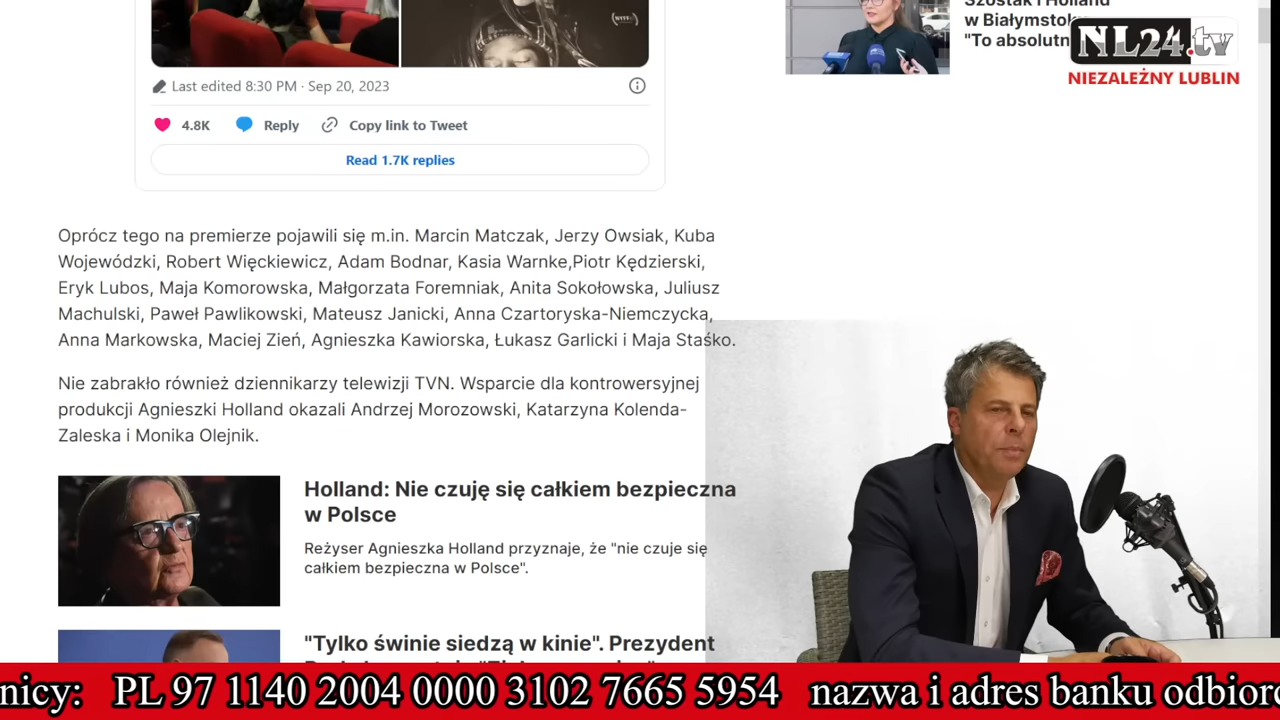 NYFF
Szostak i Holland
w Białymstoku
"To absolutn
NL24.tv
NIEZALEŻNY LUBLIN
Last edited 8:30 PM · Sep 20, 2023
4.8K Reply Copy link to Tweet
Read 1.7K replies
Oprócz tego na premierze pojawili się m.in. Marcin Matczak, Jerzy Owsiak, Kuba
Wojewódzki, Robert Więckiewicz, Adam Bodnar, Kasia Warnke,Piotr Kędzierski,
Eryk Lubos, Maja Komorowska, Małgorzata Foremniak, Anita Sokołowska, Juliusz
Machulski, Paweł Pawlikowski, Mateusz Janicki, Anna Czartoryska-Niemczycka,
Anna Markowska, Maciej Zień, Agnieszka Kawiorska, Łukasz Garlicki i Maja Staśko.
Nie zabrakło również dziennikarzy telewizji TVN. Wsparcie dla kontrowersyjnej
produkcji Agnieszki Holland okazali Andrzej Morozowski, Katarzyna Kolenda-
Zaleska i Monika Olejnik.
Holland: Nie czuję się całkiem bezpieczna
w Polsce
Reżyser Agnieszka Holland przyznaje, że "nie czuje się
całkiem bezpieczna w Polsce".
"Tylko świnie siedzą w kinie". Prezydent
nicy: PL 97 1140 2004 0000 3102 7665 5954 nazwa i adres banku odbiorc